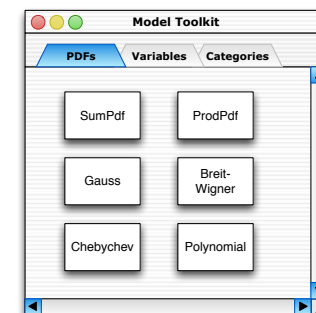 Model Toolkit
PDFs Variables Categories
SumPdf ProdPdf
Gauss Breit-
Wigner
Chebychev Polynomial